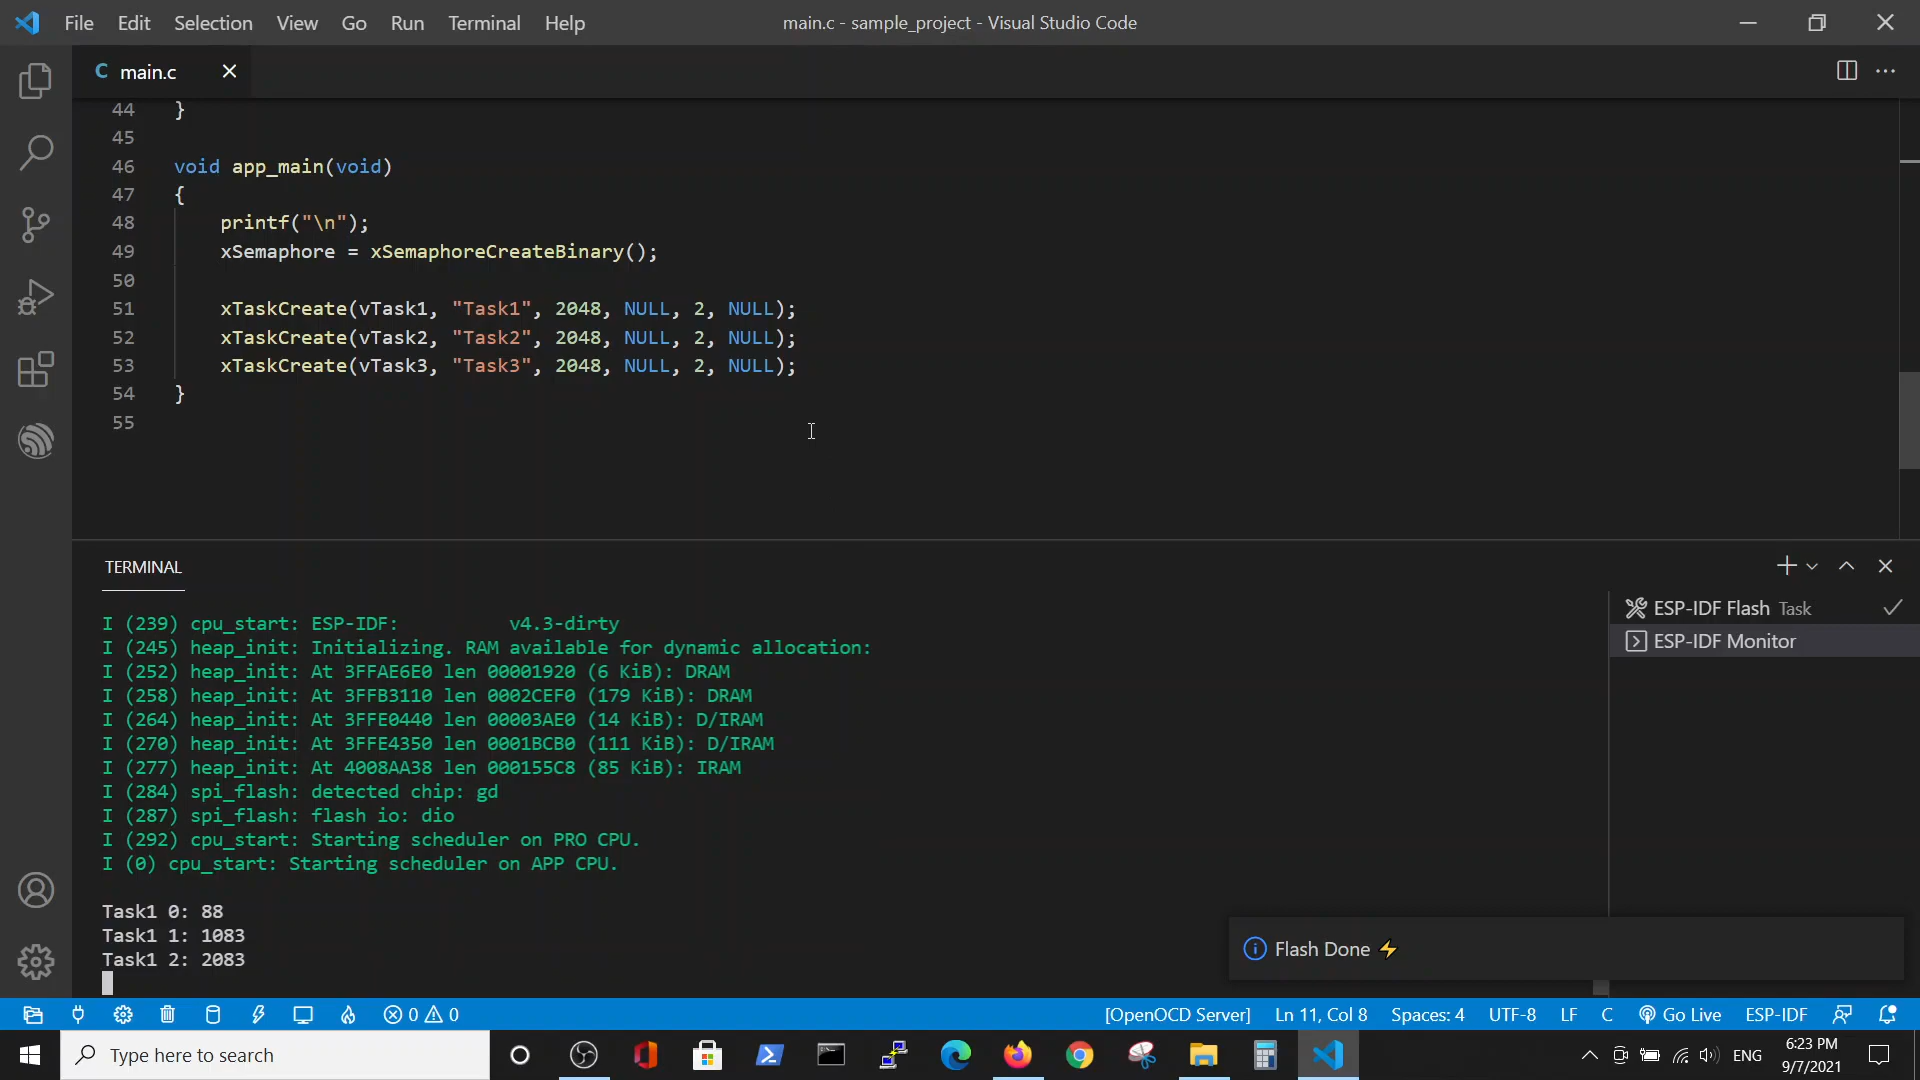 File Edit Selection View Go Run Terminal Help main.c - sample_project - Visual Studio Code
C main.c
44 }
45
46 void app_main(void)
47 {
48 printf("\n");
49 xSemaphore = xSemaphoreCreateBinary();
50
51 xTaskCreate(vTask1, "Task1", 2048, NULL, 2, NULL);
52 xTaskCreate(vTask2, "Task2", 2048, NULL, 2, NULL);
53 xTaskCreate(vTask3, "Task3", 2048, NULL, 2, NULL);
54 }
55
TERMINAL
ESP-IDF Flash Task
ESP-IDF Monitor
I (239) cpu_start: ESP-IDF: v4.3-dirty
I (245) heap_init: Initializing. RAM available for dynamic allocation:
I (252) heap_init: At 3FFAE6E0 len 00001920 (6 KiB): DRAM
I (258) heap_init: At 3FFB3110 len 0002CEF0 (179 KiB): DRAM
I (264) heap_init: At 3FFE0440 len 00003AE0 (14 KiB): D/IRAM
I (270) heap_init: At 3FFE4350 len 0001BCB0 (111 KiB): D/IRAM
I (277) heap_init: At 4008AA38 len 000155C8 (85 KiB): IRAM
I (284) spi_flash: detected chip: gd
I (287) spi_flash: flash io: dio
I (292) cpu_start: Starting scheduler on PRO CPU.
I (0) cpu_start: Starting scheduler on APP CPU.
Task1 0: 88
Task1 1: 1083
Task1 2: 2083
Flash Done
0 0 [OpenOCD Server] Ln 11, Col 8 Spaces: 4 UTF-8 LF C Go Live ESP-IDF
Type here to search
ENG
6:23 PM
9/7/2021